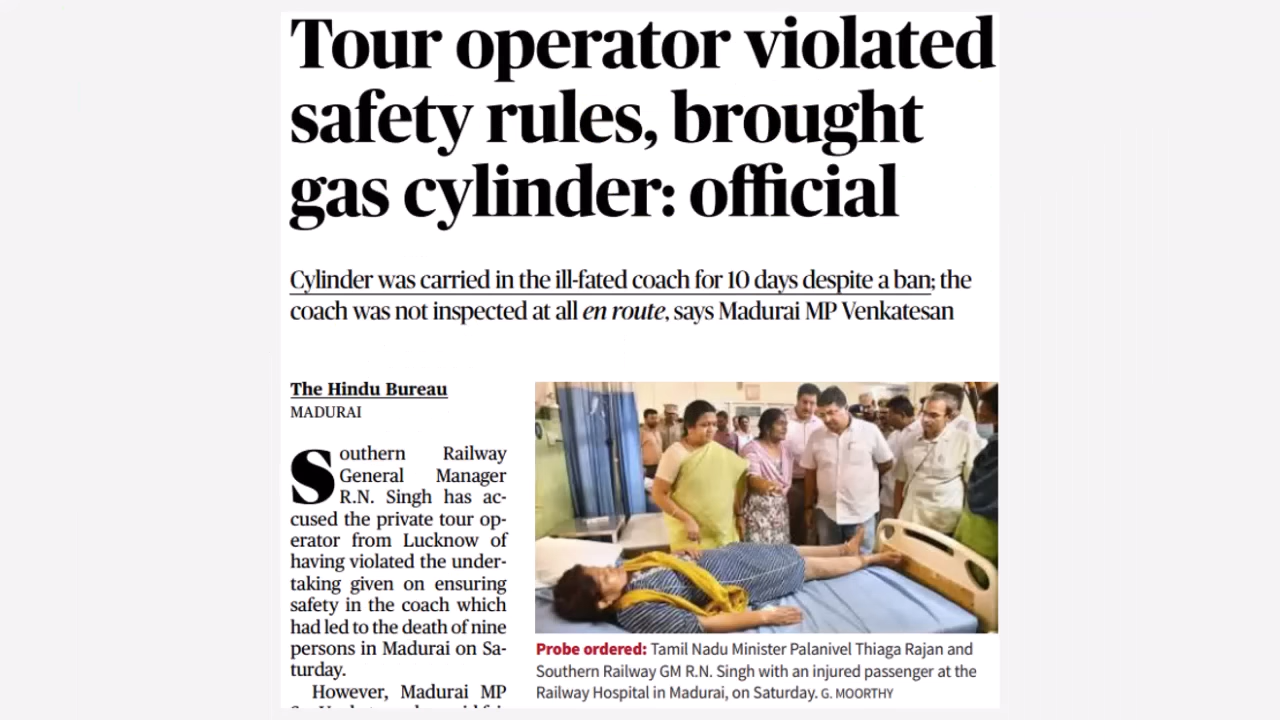 Tour operator violated
safety rules, brought
gas cylinder: official
Cylinder was carried in the ill-fated coach for 10 days despite a ban; the
coach was not inspected at all en route, says Madurai MP Venkatesan
The Hindu Bureau
MADURAI
Southern Railway
General Manager
R.N. Singh has ac-
cused the private tour op-
erator from Lucknow of
having violated the under-
taking given on ensuring
safety in the coach which
had led to the death of nine
persons in Madurai on Sa-
turday.
However, Madurai MP
Probe ordered: Tamil Nadu Minister Palanivel Thiaga Rajan and
Southern Railway GM R.N. Singh with an injured passenger at the
Railway Hospital in Madurai, on Saturday. G. MOORTHY